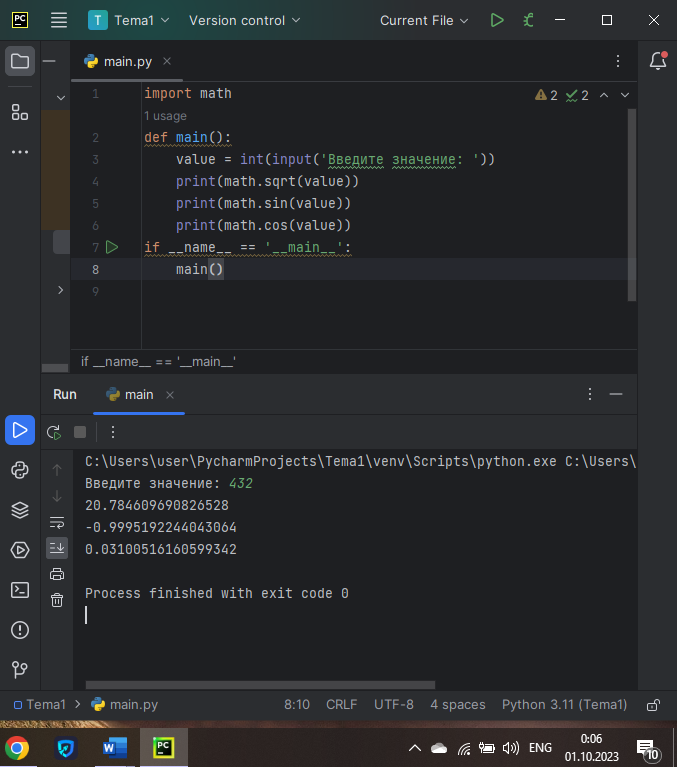 PC T Tema1 Version control Current File
main.py
1 import math 2 2
1 usage
2 def main():
3 value = int(input('Введите значение: '))
4 print(math.sqrt(value))
5 print(math.sin(value))
6 print(math.cos(value))
7 if __name__ == '__main__':
8 main()
9
if __name__ == '__main__'
Run main
C:\Users\user\PycharmProjects\Tema1\venv\Scripts\python.exe C:\Users\
Введите значение: 432
20.784609690826528
-0.9995192244043064
0.03100516160599342
Process finished with exit code 0
Tema1 main.py 8:10 CRLF UTF-8 4 spaces Python 3.11 (Tema1)
W PC ENG 0:06
01.10.2023 10